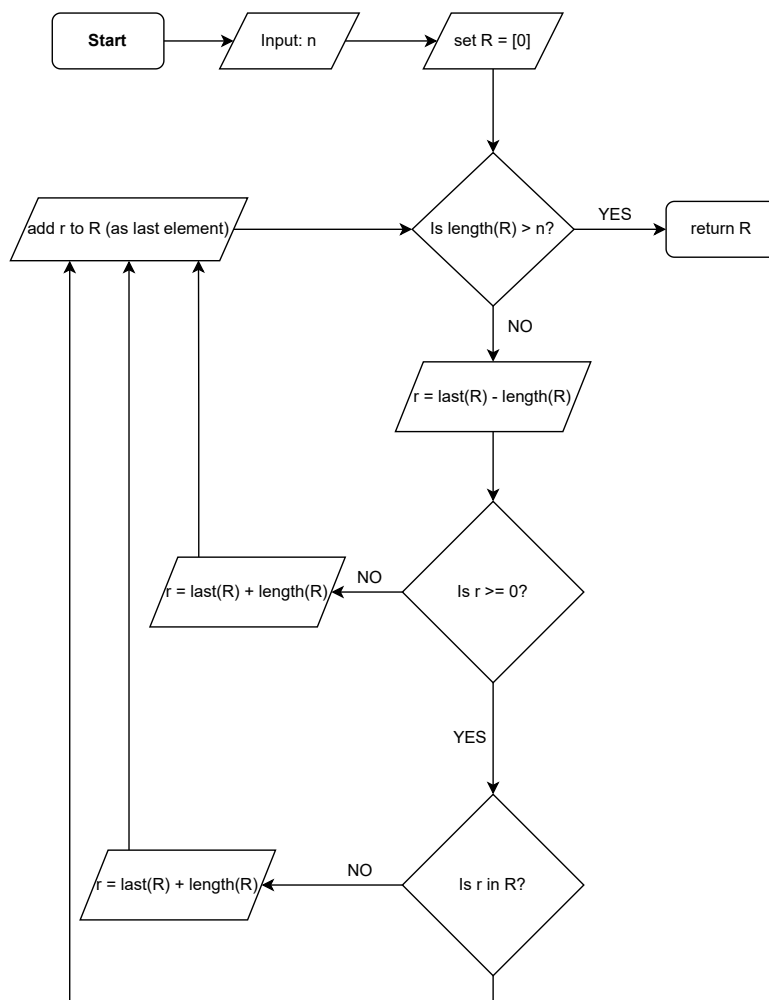 Start
Input: n
set R = [0]
add r to R (as last element)
Is length(R) > n?
YES
return R
NO
r = last(R) - length(R)
r = last(R) + length(R)
NO
Is r >= 0?
YES
r = last(R) + length(R)
NO
Is r in R?